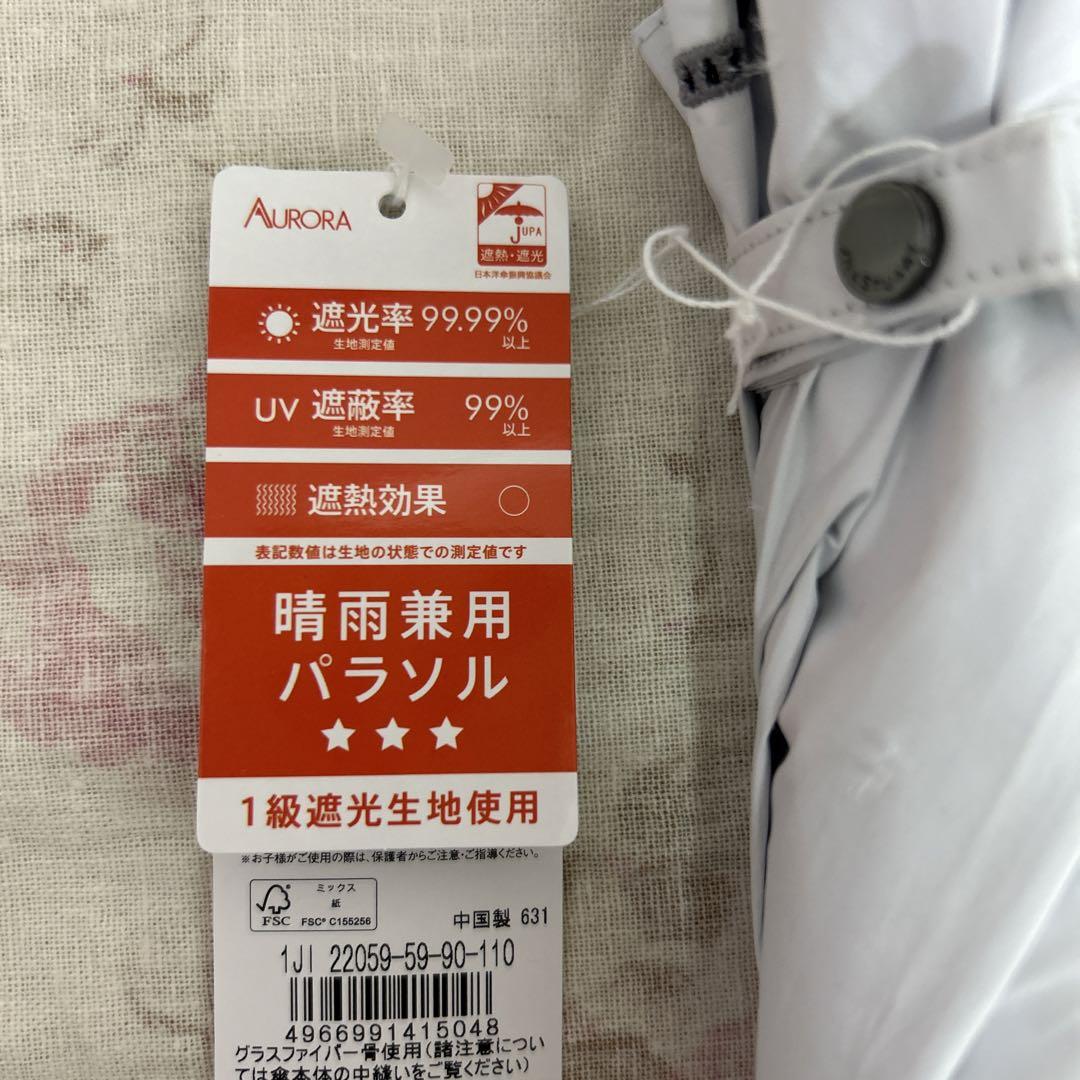 AURORA
JUPA
遮熱・遮光
日本洋傘振興協議会
遮光率 99.99%
生地測定値 以上
UV 遮蔽率 99%
生地測定値 以上
遮熱効果 ○
表記数値は生地の状態での測定値です
晴雨兼用
パラソル
★★★
1級遮光生地使用
※お子様がご使用の際は、保護者からご注意・ご指導ください。
ミックス
紙
FSC
FSC® C155256
中国製 631
1JI 22059-59-90-110
4966991415048
グラスファイバー骨使用(諸注意につい
ては傘本体の中縫いをご覧ください)